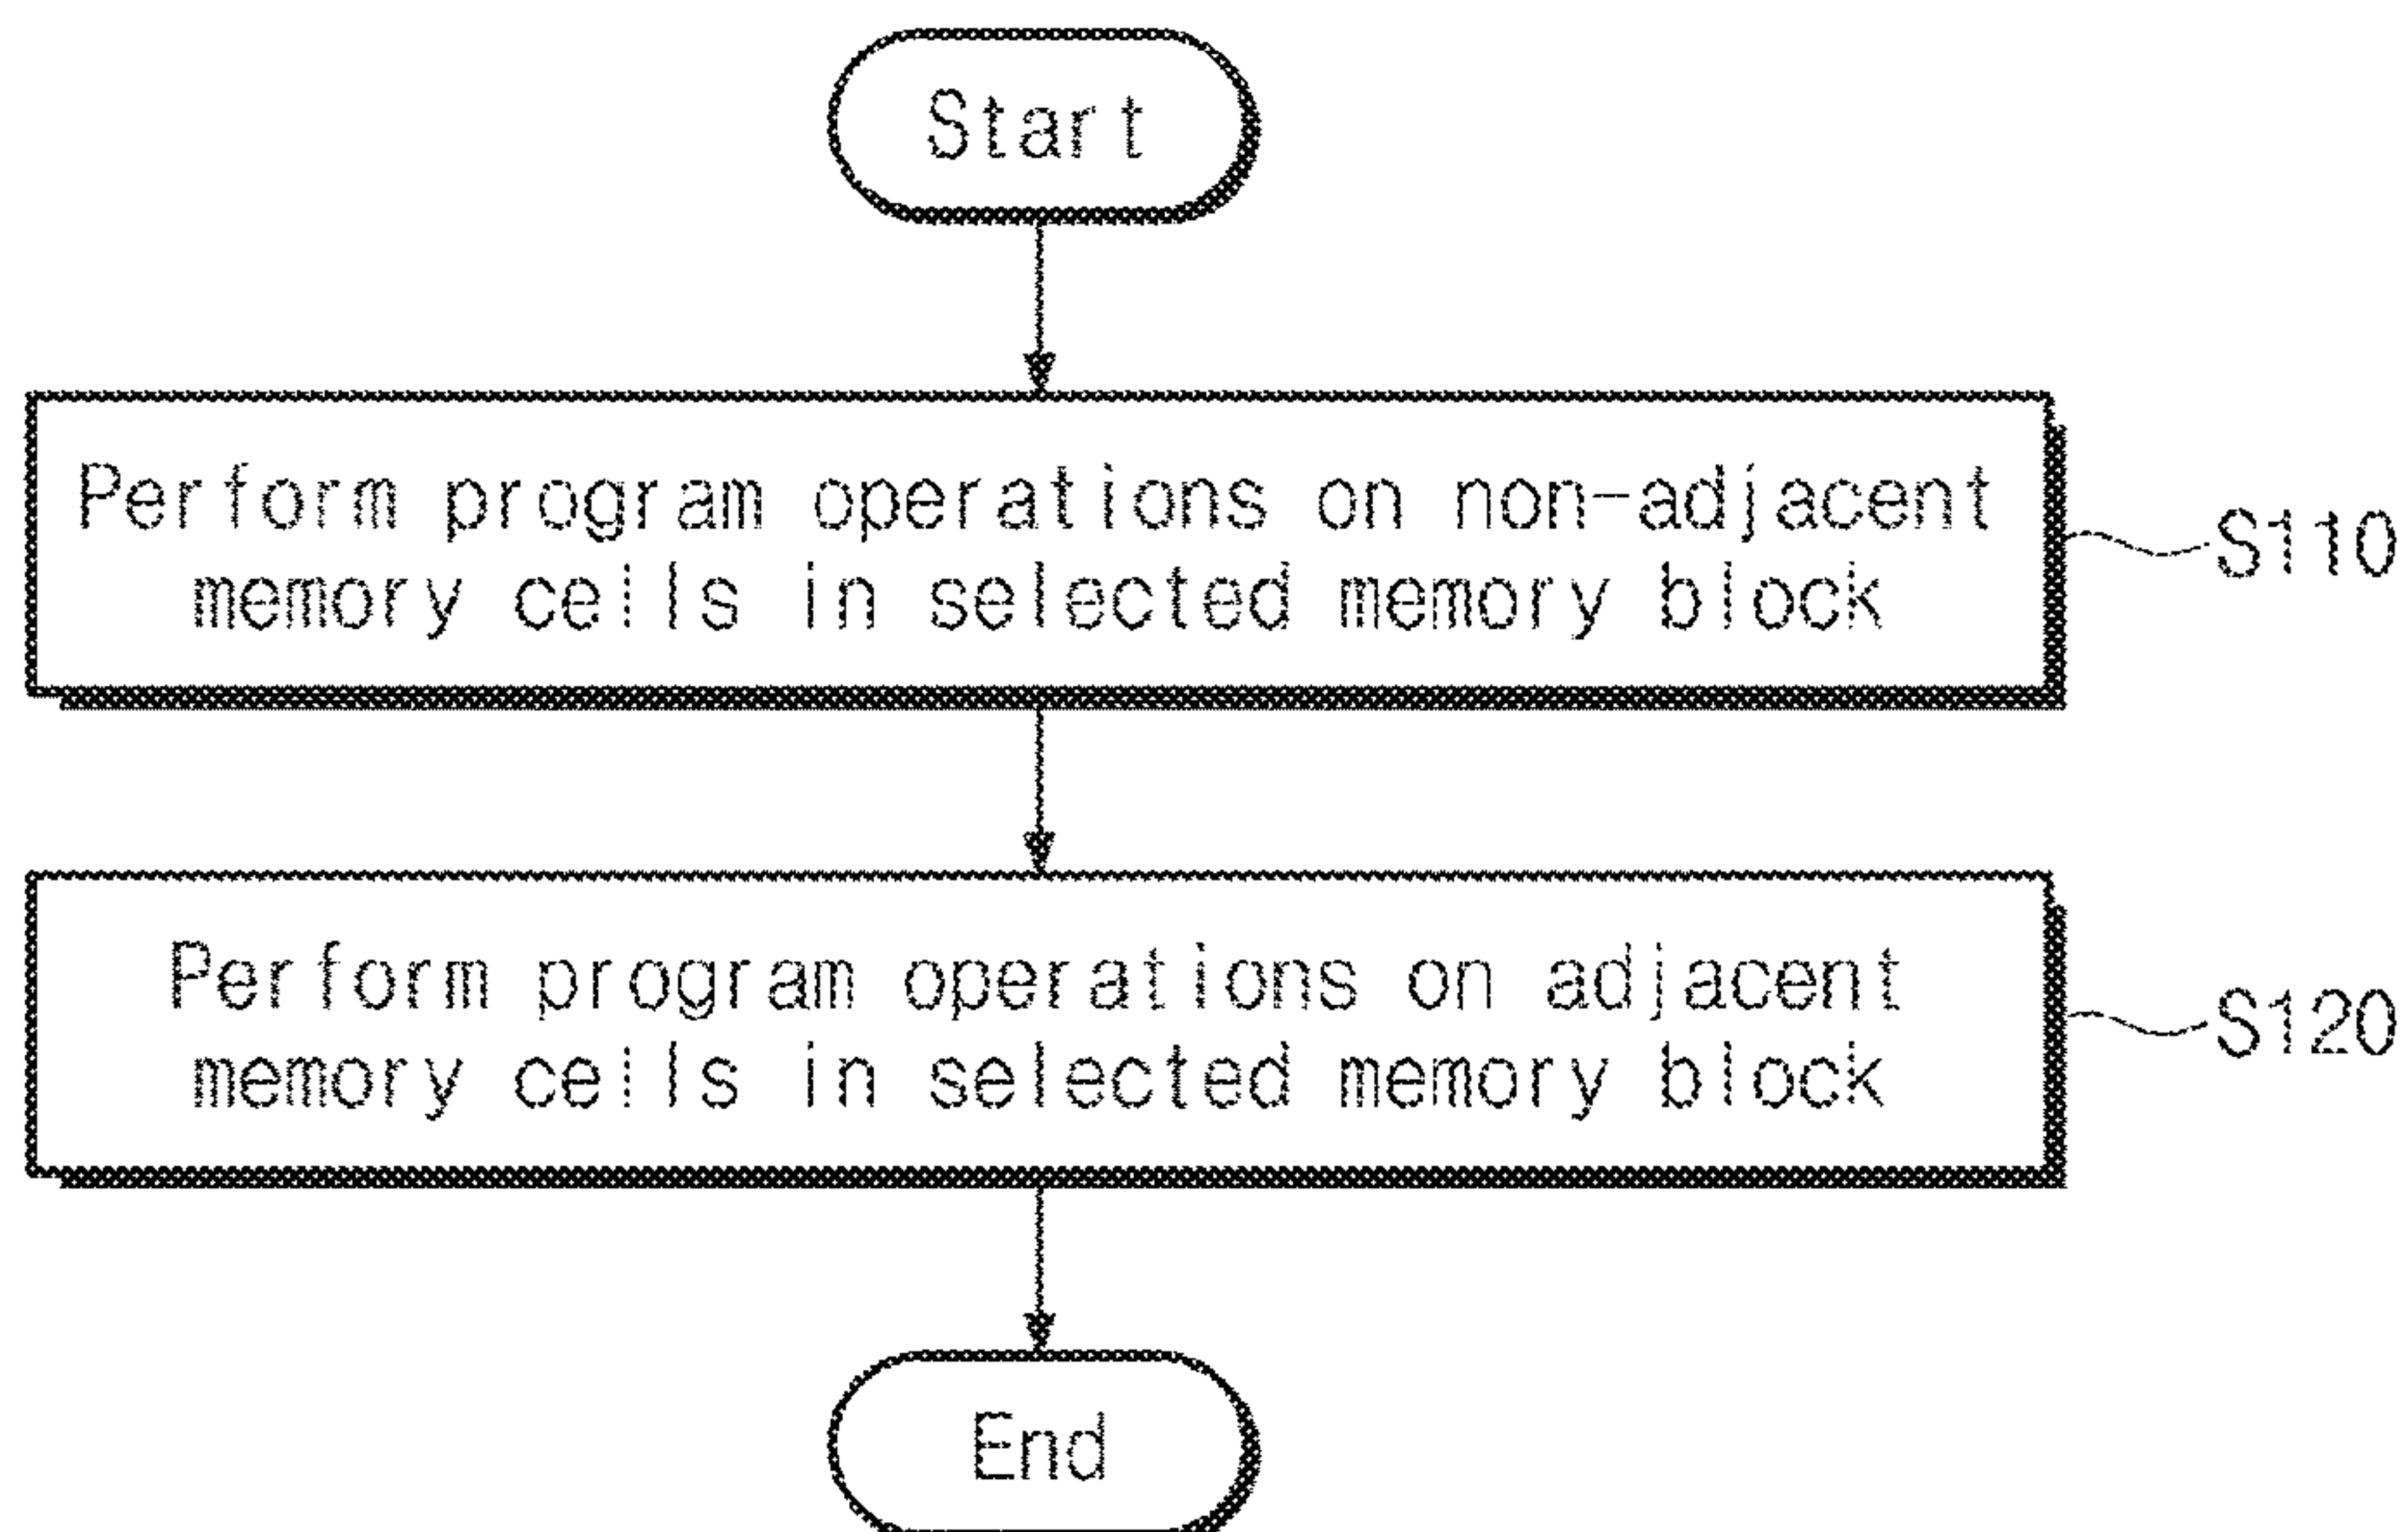 Start
Perform program operations on non-adjacent
memory cells in selected memory block
S110
Perform program operations on adjacent
memory cells in selected memory block
S120
End